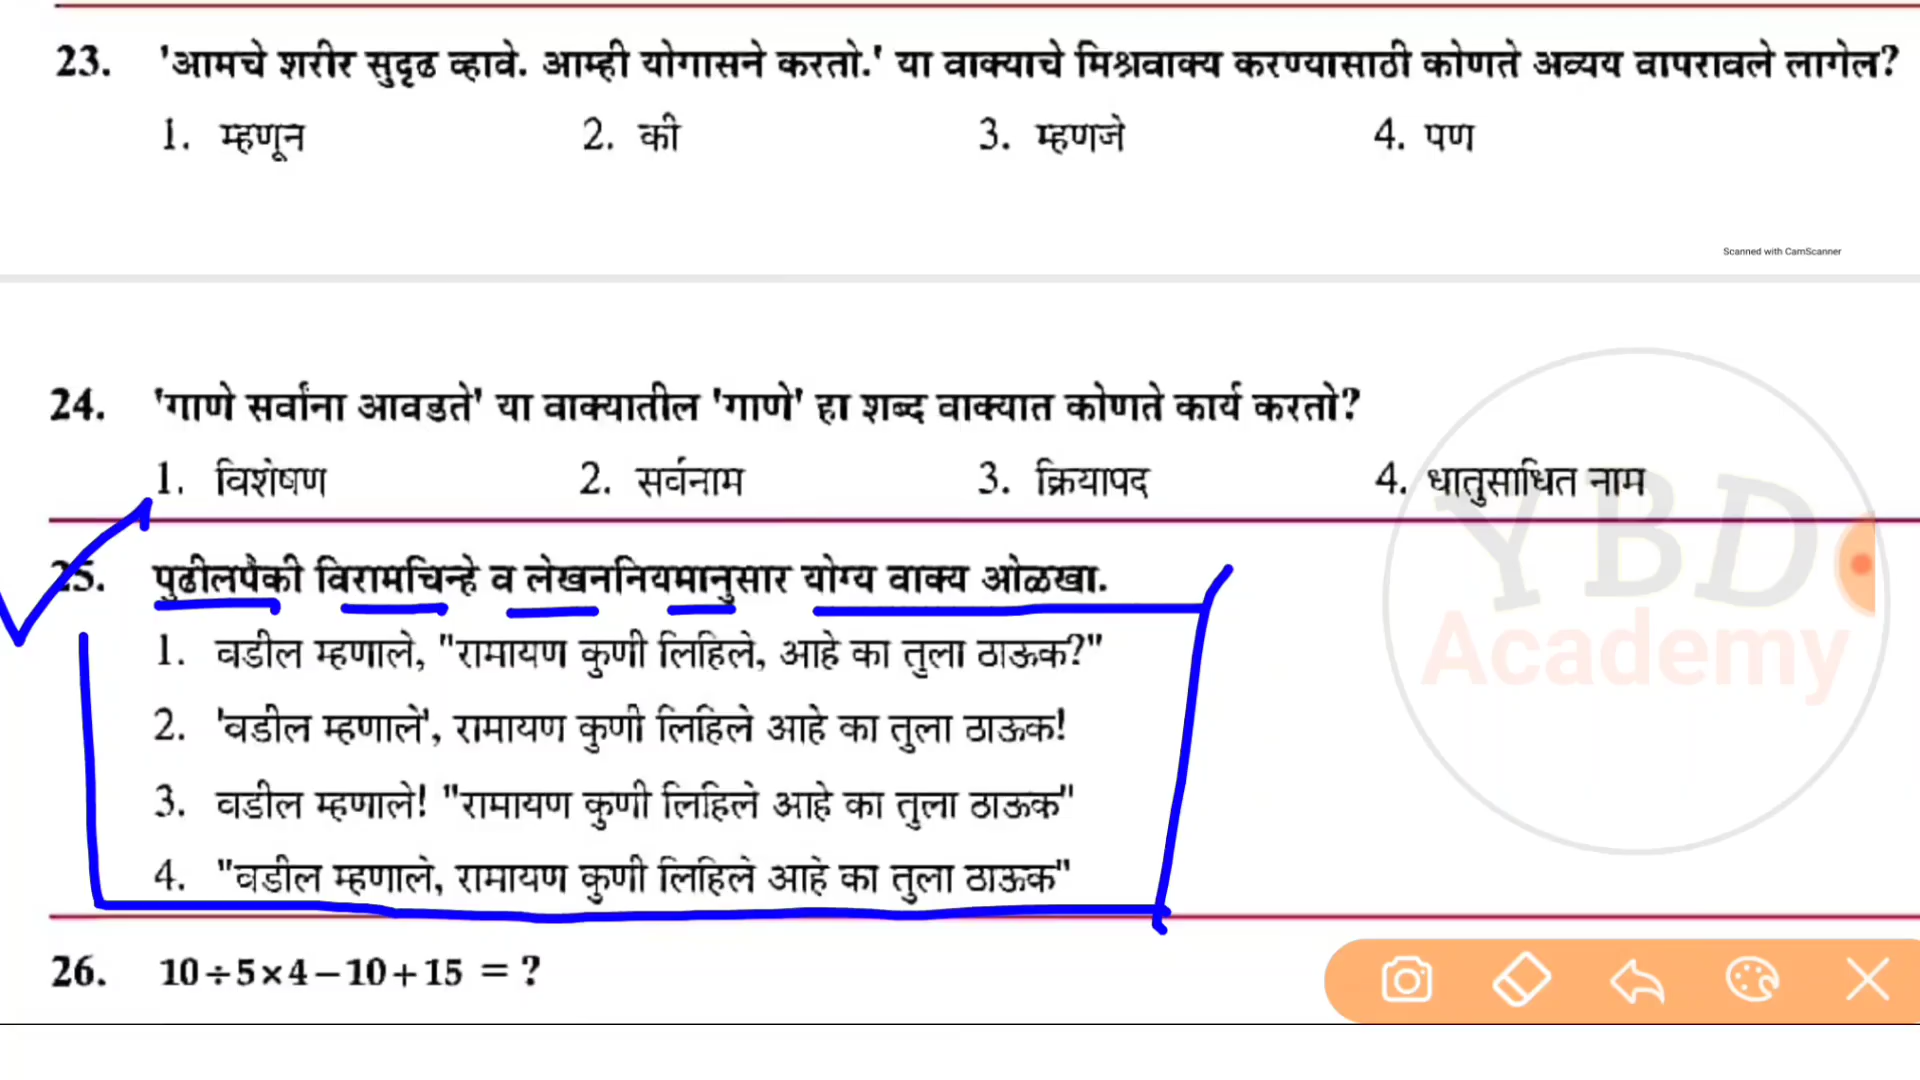 23. 'आमचे शरीर सुदृढ व्हावे. आम्ही योगासने करतो.' या वाक्याचे मिश्रवाक्य करण्यासाठी कोणते अव्यय वापरावले लागेल?
1. म्हणून 2. की 3. म्हणजे 4. पण
Scanned with CamScanner
24. 'गाणे सर्वांना आवडते' या वाक्यातील 'गाणे' हा शब्द वाक्यात कोणते कार्य करतो?
1. विशेषण 2. सर्वनाम 3. क्रियापद 4. धातुसाधित नाम
25. पुढीलपैकी विरामचिन्हे व लेखननियमानुसार योग्य वाक्य ओळखा.
1. वडील म्हणाले, "रामायण कुणी लिहिले, आहे का तुला ठाऊक?"
2. 'वडील म्हणाले', रामायण कुणी लिहिले आहे का तुला ठाऊक!
3. वडील म्हणाले! "रामायण कुणी लिहिले आहे का तुला ठाऊक"
4. "वडील म्हणाले, रामायण कुणी लिहिले आहे का तुला ठाऊक"
YBD
Academy
26. 10÷5×4−10+15 = ?